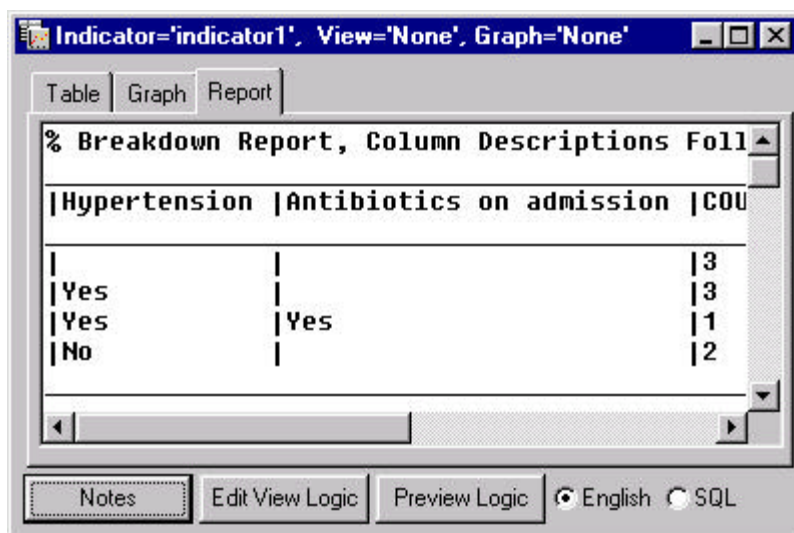 Indicator='indicator1', View='None', Graph='None'
Table Graph Report
% Breakdown Report, Column Descriptions Foll
|Hypertension |Antibiotics on admission |COU
| | |3
|Yes | |3
|Yes |Yes |1
|No | |2
Notes Edit View Logic Preview Logic English SQL